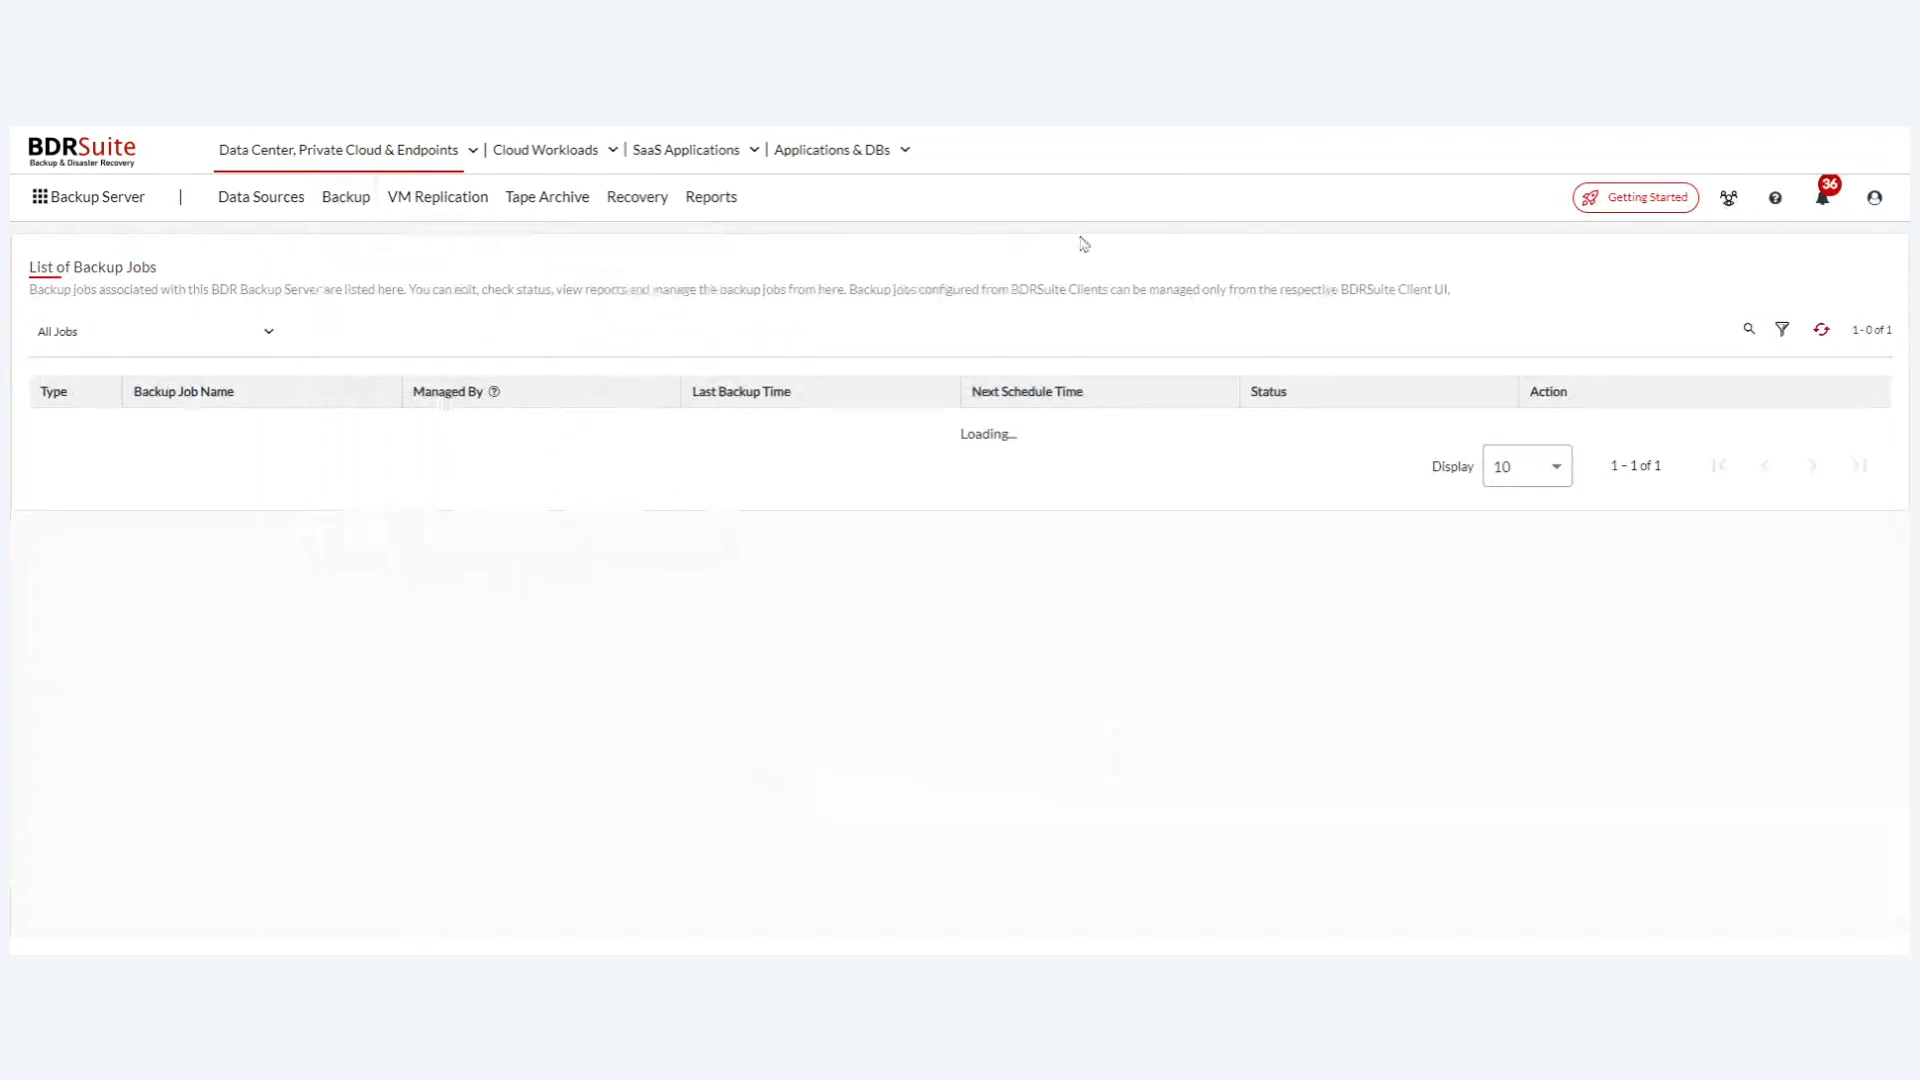 BDRSuite
Backup & Disaster Recovery
Data Center, Private Cloud & Endpoints | Cloud Workloads | SaaS Applications | Applications & DBs
Backup Server | Data Sources Backup VM Replication Tape Archive Recovery Reports Getting Started 36
List of Backup Jobs
Backup jobs associated with this BDR Backup Server are listed here. You can edit, check status, view reports and manage the backup jobs from here. Backup jobs configured from BDRSuite Clients can be managed only from the respective BDRSuite Client UI.
All Jobs 1 - 0 of 1
Type Backup Job Name Managed By Last Backup Time Next Schedule Time Status Action
Loading...
Display 10 1 – 1 of 1